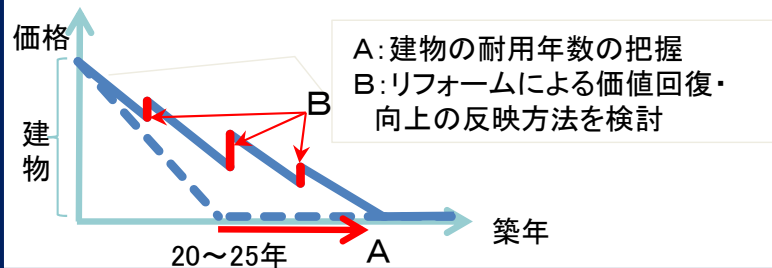 価格
A:建物の耐用年数の把握
B:リフォームによる価値回復・
向上の反映方法を検討
B
建
物
築年
20～25年
A